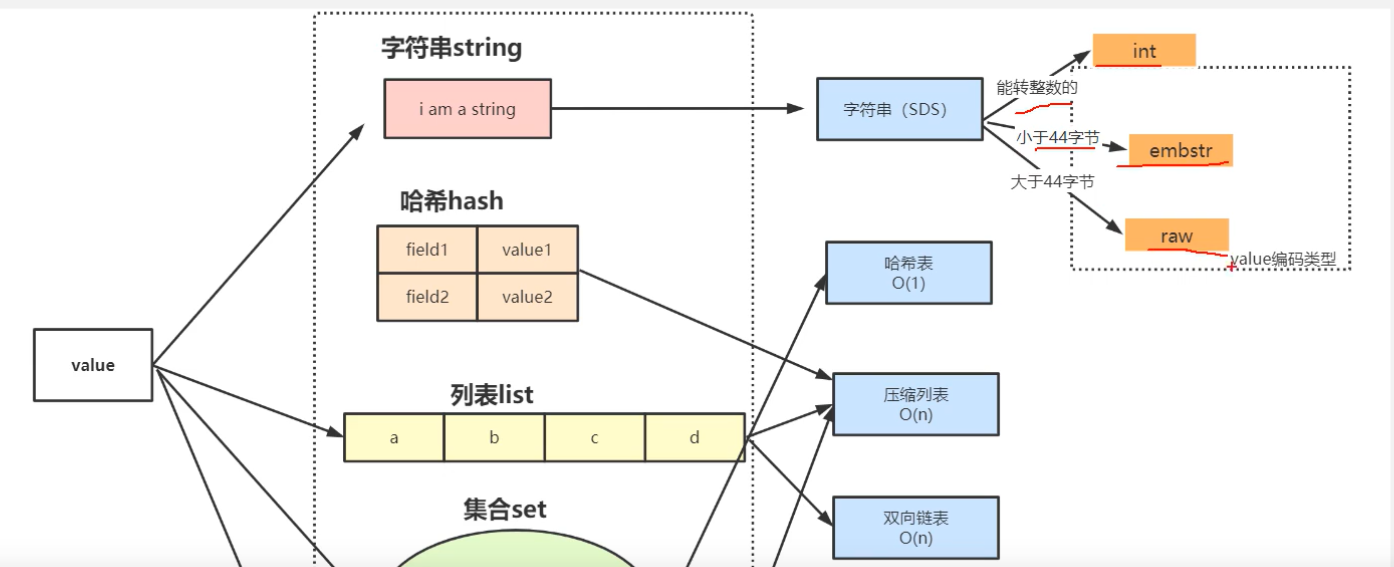 字符串string
int
能转整数的
i am a string
字符串（SDS）
小于44字节
embstr
大于44字节
哈希hash
raw
field1
value1
value编码类型
哈希表
O(1)
field2
value2
value
列表list
压缩列表
O(n)
a
b
c
d
集合set
双向链表
O(n)